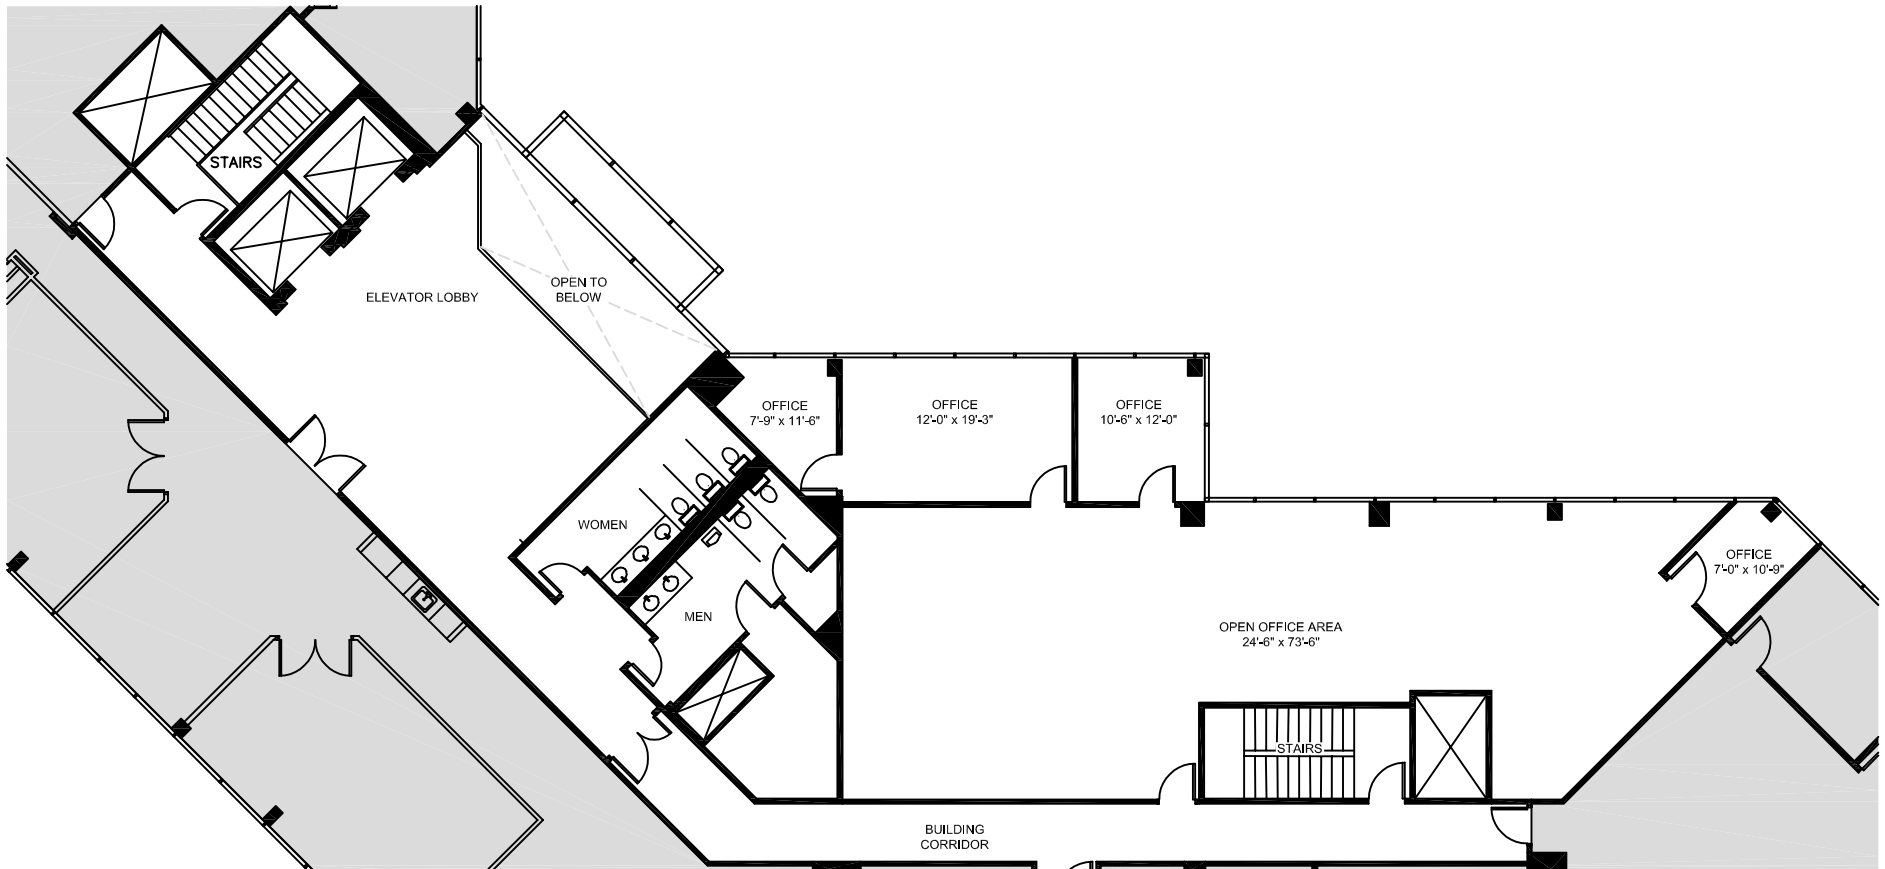 STAIRS
ELEVATOR LOBBY
OPEN TO
BELOW
OFFICE
7'-9" x 11'-6"
OFFICE
12'-0" x 19'-3"
OFFICE
10'-6" x 12'-0"
WOMEN
OFFICE
7'-0" x 10'-9"
MEN
OPEN OFFICE AREA
24'-6" x 73'-6"
STAIRS
BUILDING
CORRIDOR